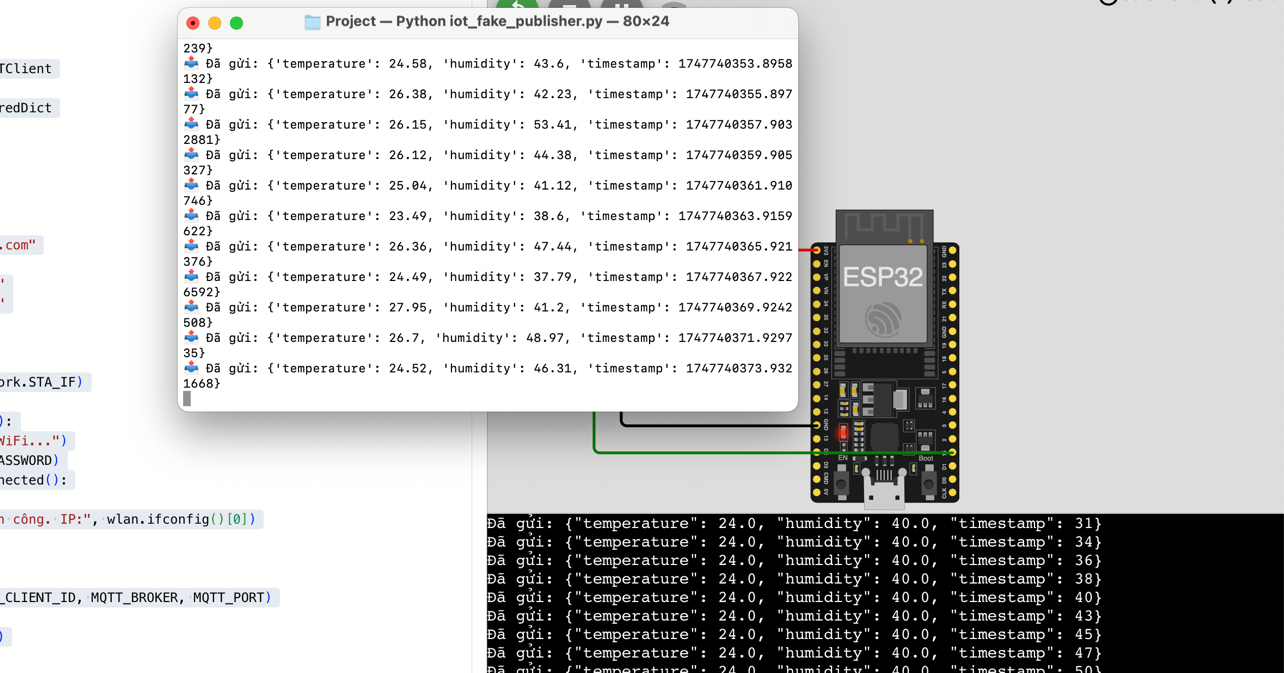 Project — Python iot_fake_publisher.py — 80×24
239}
Đã gửi: {'temperature': 24.58, 'humidity': 43.6, 'timestamp': 1747740353.8958
132}
Đã gửi: {'temperature': 26.38, 'humidity': 42.23, 'timestamp': 1747740355.897
77}
Đã gửi: {'temperature': 26.15, 'humidity': 53.41, 'timestamp': 1747740357.903
2881}
Đã gửi: {'temperature': 26.12, 'humidity': 44.38, 'timestamp': 1747740359.905
327}
Đã gửi: {'temperature': 25.04, 'humidity': 41.12, 'timestamp': 1747740361.910
746}
Đã gửi: {'temperature': 23.49, 'humidity': 38.6, 'timestamp': 1747740363.9159
622}
Đã gửi: {'temperature': 26.36, 'humidity': 47.44, 'timestamp': 1747740365.921
376}
Đã gửi: {'temperature': 24.49, 'humidity': 37.79, 'timestamp': 1747740367.922
6592}
Đã gửi: {'temperature': 27.95, 'humidity': 41.2, 'timestamp': 1747740369.9242
508}
Đã gửi: {'temperature': 26.7, 'humidity': 48.97, 'timestamp': 1747740371.9297
35}
Đã gửi: {'temperature': 24.52, 'humidity': 46.31, 'timestamp': 1747740373.932
1668}
TClient
redDict
.com"
"
"
ork.STA_IF)
):
WiFi...")
ASSWORD)
nected():
công. IP:", wlan.ifconfig()[0])
_CLIENT_ID, MQTT_BROKER, MQTT_PORT)
)
ESP32
EN
Boot
Đã gửi: {"temperature": 24.0, "humidity": 40.0, "timestamp": 31}
Đã gửi: {"temperature": 24.0, "humidity": 40.0, "timestamp": 34}
Đã gửi: {"temperature": 24.0, "humidity": 40.0, "timestamp": 36}
Đã gửi: {"temperature": 24.0, "humidity": 40.0, "timestamp": 38}
Đã gửi: {"temperature": 24.0, "humidity": 40.0, "timestamp": 40}
Đã gửi: {"temperature": 24.0, "humidity": 40.0, "timestamp": 43}
Đã gửi: {"temperature": 24.0, "humidity": 40.0, "timestamp": 45}
Đã gửi: {"temperature": 24.0, "humidity": 40.0, "timestamp": 47}
Đã gửi: {"temperature": 24.0, "humidity": 40.0, "timestamp": 50}